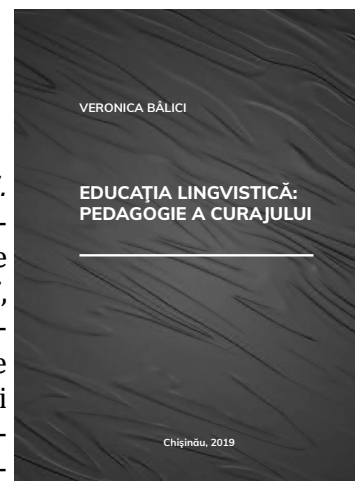 VERONICA BÂLICI
EDUCAŢIA LINGVISTICĂ:
PEDAGOGIE A CURAJULUI
Chişinău, 2019